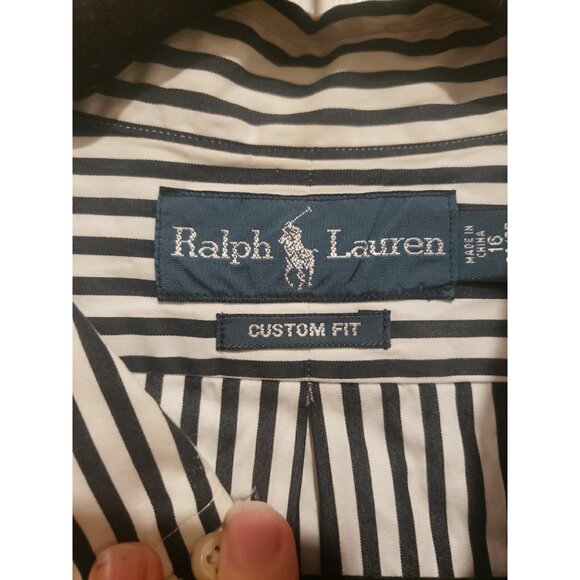 Ralph Lauren
CUSTOM FIT
MADE IN
CHINA
16